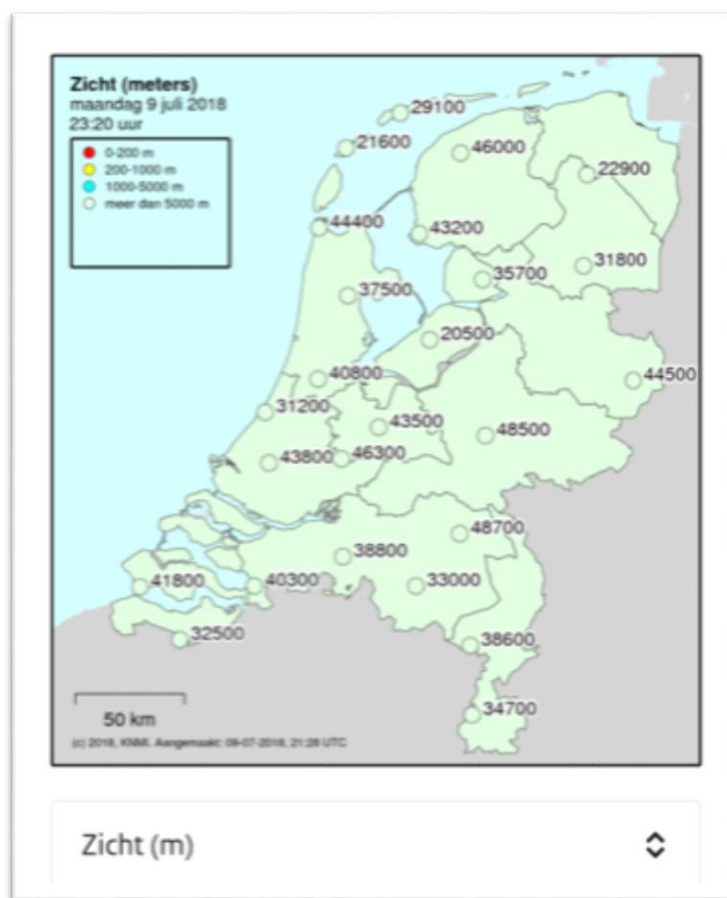 Zicht (meters)
maandag 9 juli 2018
23:20 uur
0-200 m
200-1000 m
1000-5000 m
meer dan 5000 m
29100
21600
46000
22900
44400
43200
31800
35700
37500
20500
40800
44500
31200
43500
48500
43800
46300
48700
38800
41800
40300
33000
32500
38600
34700
50 km
(c) 2018, KNMI. Aangemaakt: 09-07-2018, 21:28 UTC
Zicht (m)